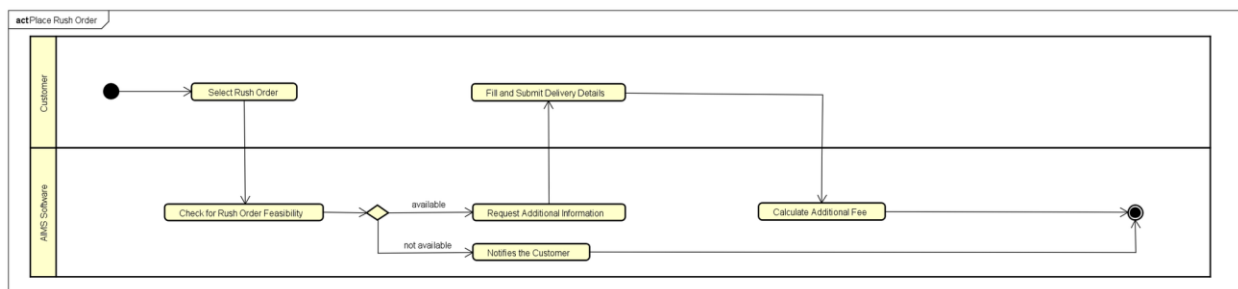 act Place Rush Order
Customer
Select Rush Order
Fill and Submit Delivery Details
AIMS Software
Check for Rush Order Feasibility
available
Request Additional Information
Calculate Additional Fee
not available
Notifies the Customer